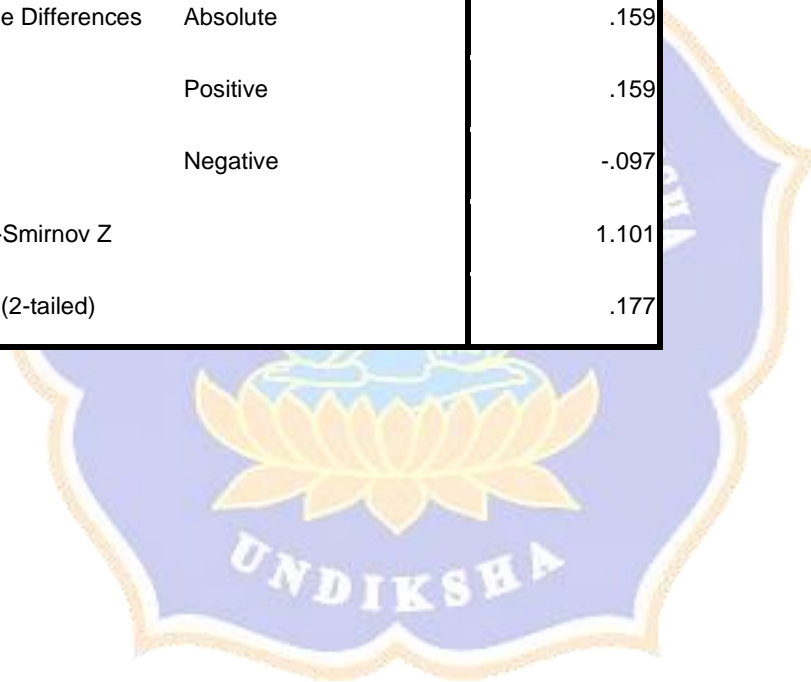 e Differences Absolute .159
Positive .159
Negative -.097
-Smirnov Z 1.101
(2-tailed) .177
UNDIKSHA